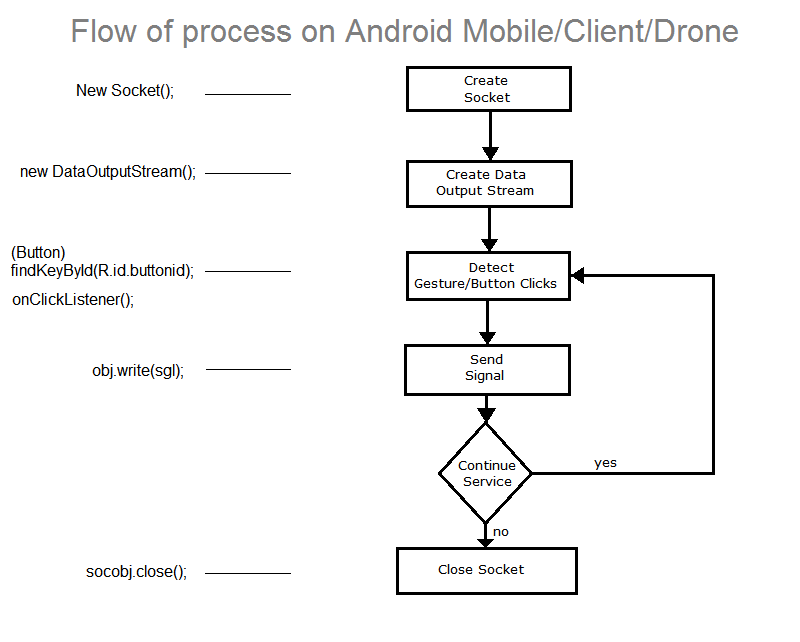 Flow of process on Android Mobile/Client/Drone
New Socket();
Create
Socket
new DataOutputStream();
Create Data
Output Stream
(Button)
findKeyById(R.id.buttonid);
onClickListener();
Detect
Gesture/Button Clicks
obj.write(sgl);
Send
Signal
Continue
Service
yes
no
socobj.close();
Close Socket